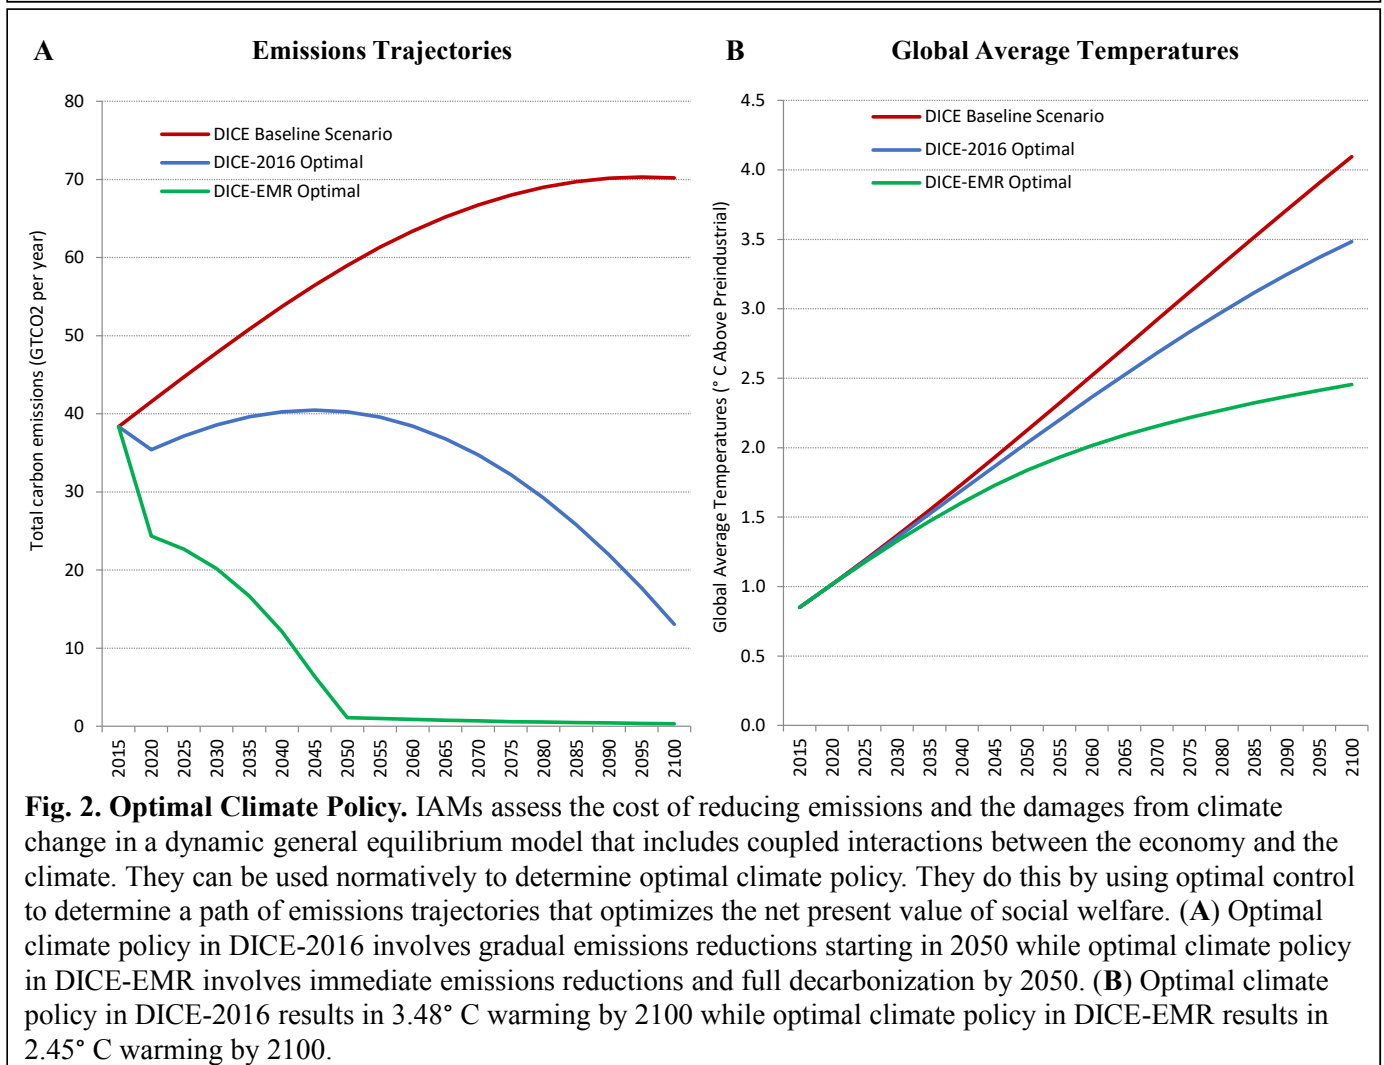 A
Emissions Trajectories
80
70
60
50
40
30
20
10
0
Total carbon emissions (GTCO2 per year)
DICE Baseline Scenario
DICE-2016 Optimal
DICE-EMR Optimal
2015
2020
2025
2030
2035
2040
2045
2050
2055
2060
2065
2070
2075
2080
2085
2090
2095
2100
B
Global Average Temperatures
4.5
4.0
3.5
3.0
2.5
2.0
1.5
1.0
0.5
0.0
Global Average Temperatures (° C Above Preindustrial)
DICE Baseline Scenario
DICE-2016 Optimal
DICE-EMR Optimal
2015
2020
2025
2030
2035
2040
2045
2050
2055
2060
2065
2070
2075
2080
2085
2090
2095
2100
Fig. 2. Optimal Climate Policy. IAMs assess the cost of reducing emissions and the damages from climate
change in a dynamic general equilibrium model that includes coupled interactions between the economy and the
climate. They can be used normatively to determine optimal climate policy. They do this by using optimal control
to determine a path of emissions trajectories that optimizes the net present value of social welfare. (A) Optimal
climate policy in DICE-2016 involves gradual emissions reductions starting in 2050 while optimal climate policy
in DICE-EMR involves immediate emissions reductions and full decarbonization by 2050. (B) Optimal climate
policy in DICE-2016 results in 3.48° C warming by 2100 while optimal climate policy in DICE-EMR results in
2.45° C warming by 2100.